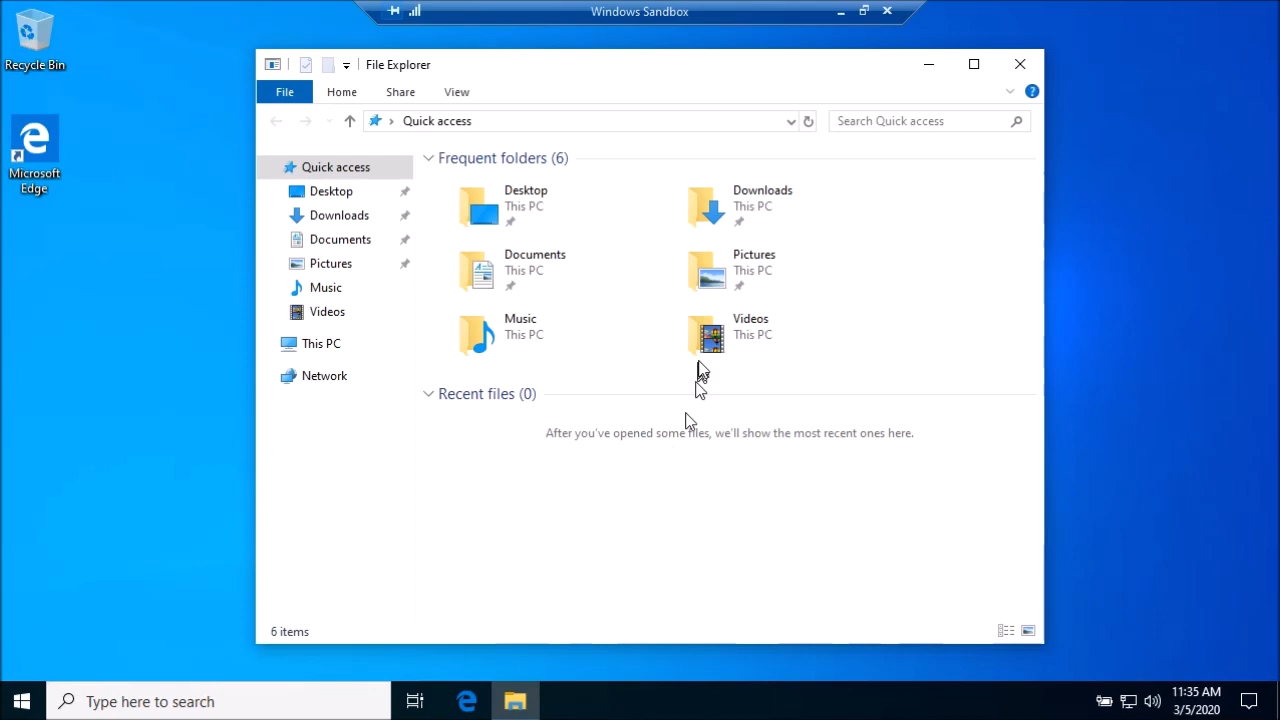 Windows Sandbox
Recycle Bin
Microsoft
Edge
File Explorer
File
Home
Share
View
Quick access
Search Quick access
Quick access
Desktop
Downloads
Documents
Pictures
Music
Videos
This PC
Network
Frequent folders (6)
Desktop
This PC
Downloads
This PC
Documents
This PC
Pictures
This PC
Music
This PC
Videos
This PC
Recent files (0)
After you've opened some files, we'll show the most recent ones here.
6 items
Type here to search
11:35 AM
3/5/2020